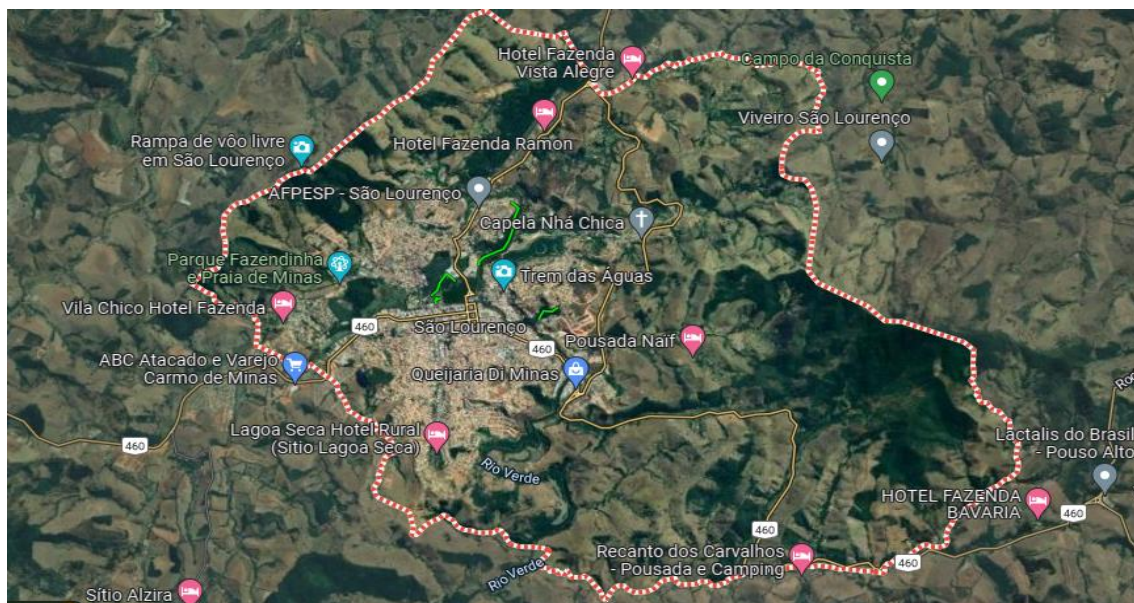 Hotel Fazenda
Vista Alegre
Campo da Conquista
Viveiro São Lourenço
Rampa de vôo livre
em São Lourenço
Hotel Fazenda Ramon
AFPESP - São Lourenço
Capela Nhá Chica
Parque Fazendinha
e Praia de Minas
Trem das Águas
Vila Chico Hotel Fazenda
460
São Lourenço
460
Pousada Naïf
ABC Atacado e Varejo
Carmo de Minas
Queijaria Di Minas
460
Lagoa Seca Hotel Rural
(Sitio Lagoa Seca)
Rio Verde
Lactalis do Brasil
- Pouso Alto
HOTEL FAZENDA
BAVARIA
460
460
Recanto dos Carvalhos
- Pousada e Camping
460
Rio Verde
Sítio Alzira